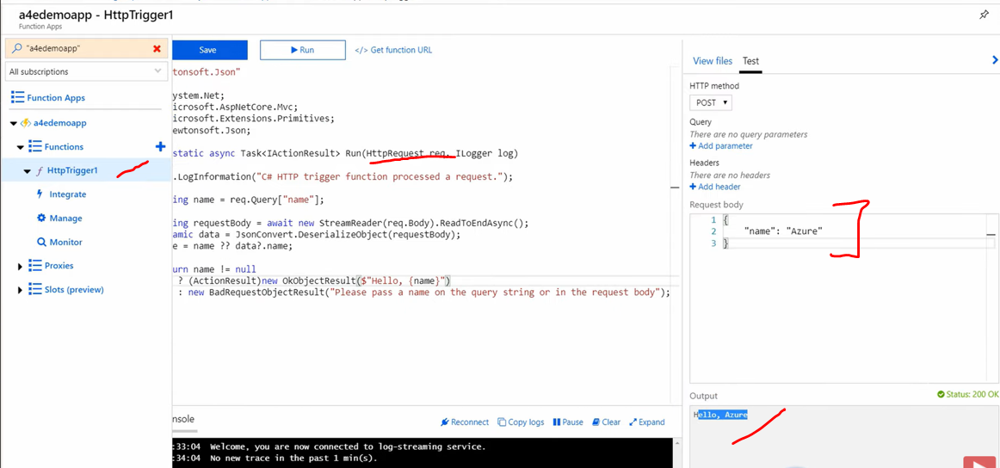 a4edemoapp - HttpTrigger1
Function Apps
"a4edemoapp"
All subscriptions
Function Apps
a4edemoapp
Functions
HttpTrigger1
Integrate
Manage
Monitor
Proxies
Slots (preview)
Save
Run
</> Get function URL
tonsoft.Json"
ystem.Net;
icrosoft.AspNetCore.Mvc;
icrosoft.Extensions.Primitives;
ewtonsoft.Json;
static async Task<IActionResult> Run(HttpRequest req, ILogger log)
.LogInformation("C# HTTP trigger function processed a request.");
ing name = req.Query["name"];
ing requestBody = await new StreamReader(req.Body).ReadToEndAsync();
amic data = JsonConvert.DeserializeObject(requestBody);
e = name ?? data?.name;
urn name != null
? (ActionResult)new OkObjectResult($"Hello, {name}")
: new BadRequestObjectResult("Please pass a name on the query string or in the request body");
nsole
Reconnect Copy logs Pause Clear Expand
:33:04 Welcome, you are now connected to log-streaming service.
:34:04 No new trace in the past 1 min(s).
View files Test
HTTP method
POST
Query
There are no query parameters
Add parameter
Headers
There are no headers
Add header
Request body
1 {
2 "name": "Azure"
3 }
Output
Status: 200 OK
Hello, Azure